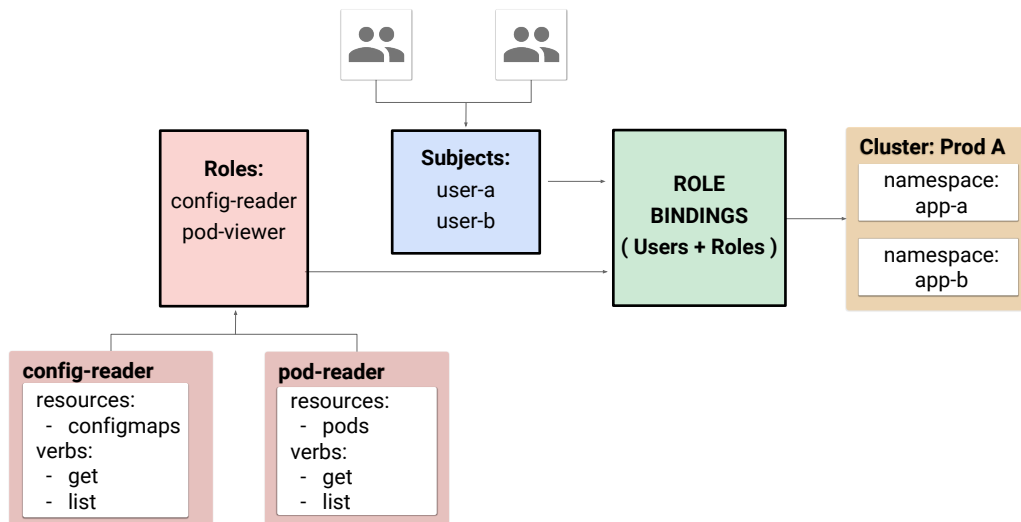 Roles:
config-reader
pod-viewer
Subjects:
user-a
user-b
ROLE
BINDINGS
( Users + Roles )
Cluster: Prod A
namespace:
app-a
namespace:
app-b
config-reader
resources:
- configmaps
verbs:
- get
- list
pod-reader
resources:
- pods
verbs:
- get
- list